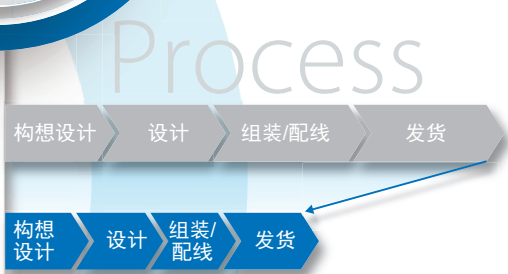 Process
构想设计 设计 组装/配线 发货
构想
设计
设计
组装/
配线
发货